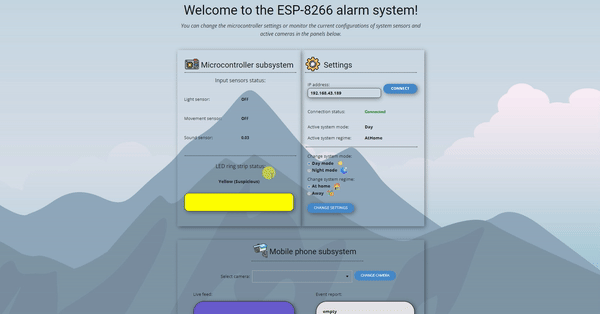 Welcome to the ESP-8266 alarm system!
You can change the microcontroller settings or monitor the current configurations of system sensors and
active cameras in the panels below.
Microcontroller subsystem
Input sensors status:
Light sensor: Off
Movement sensor: Off
Sound sensor: 0.03
LED ring strip status:
Yellow (Suspicious)
Settings
IP address:
192.168.43.159
CONNECT
Connection status: Connected
Active system mode: Day
Active system regime: AtHome
Change system mode:
Day mode
Night mode
Change system regime:
At home
Away
CHANGE SETTINGS
Mobile phone subsystem
Select camera:
CHANGE CAMERA
Live feed:
Event report:
empty